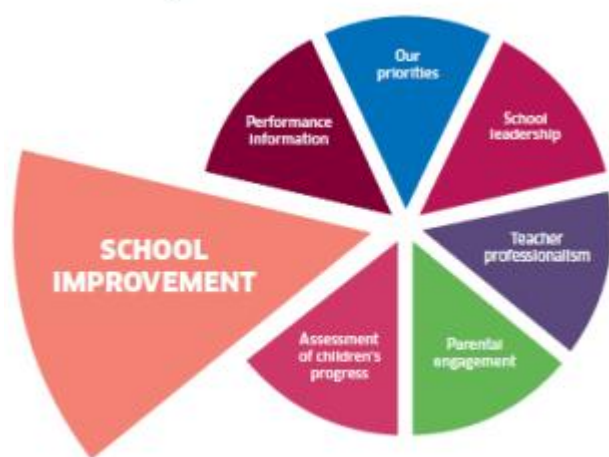 Our
priorities
School
leadership
Teacher
professionalism
Parental
engagement
Assessment
of children's
progress
SCHOOL
IMPROVEMENT
Performance
information